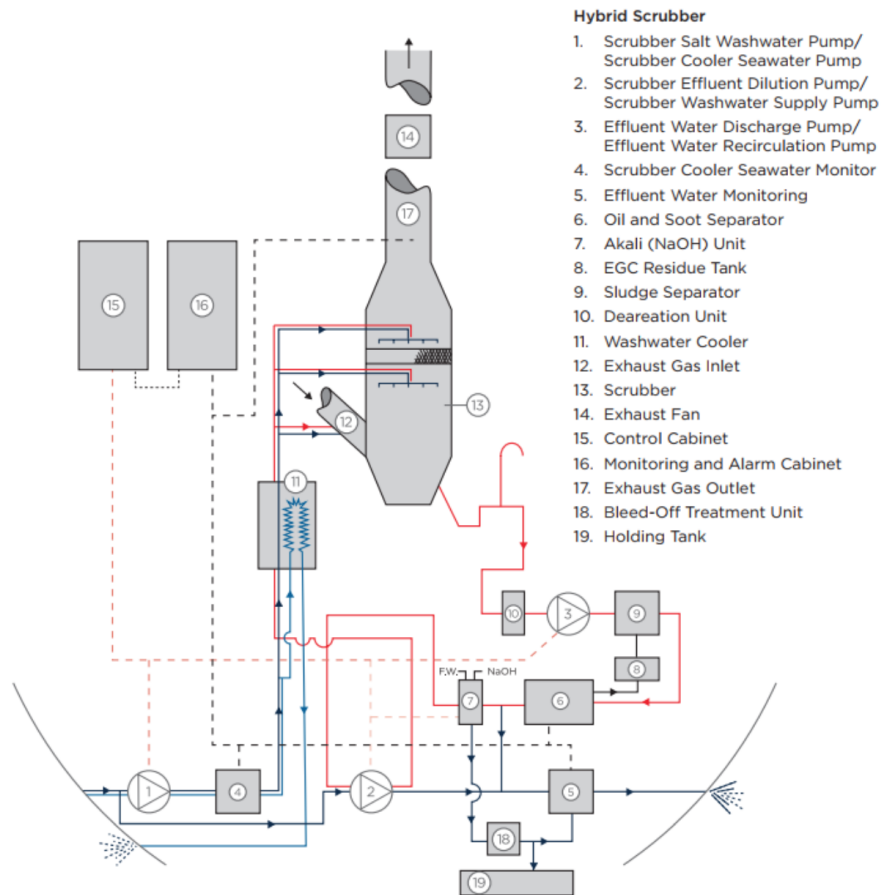 Hybrid Scrubber
1. Scrubber Salt Washwater Pump/
Scrubber Cooler Seawater Pump
2. Scrubber Effluent Dilution Pump/
Scrubber Washwater Supply Pump
3. Effluent Water Discharge Pump/
Effluent Water Recirculation Pump
4. Scrubber Cooler Seawater Monitor
5. Effluent Water Monitoring
6. Oil and Soot Separator
7. Akali (NaOH) Unit
8. EGC Residue Tank
9. Sludge Separator
10. Deareation Unit
11. Washwater Cooler
12. Exhaust Gas Inlet
13. Scrubber
14. Exhaust Fan
15. Control Cabinet
16. Monitoring and Alarm Cabinet
17. Exhaust Gas Outlet
18. Bleed-Off Treatment Unit
19. Holding Tank
14
17
15
16
13
12
11
10
3
9
8
F.W.
NaOH
7
6
1
4
2
5
18
19